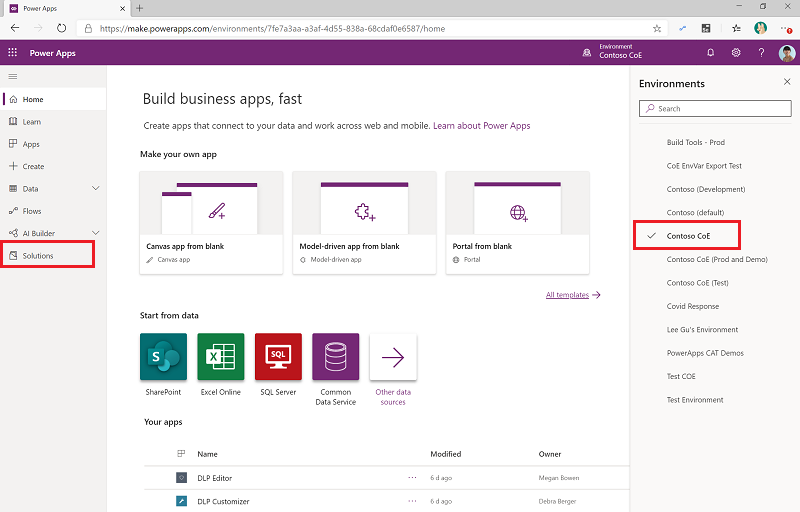 Power Apps
https://make.powerapps.com/environments/7fe7a3aa-a3af-4d55-838a-68cdaf0e6587/home
Power Apps
Environment
Contoso CoE
Home
Learn
Apps
Create
Data
Flows
AI Builder
Solutions
Build business apps, fast
Create apps that connect to your data and work across web and mobile. Learn about Power Apps
Make your own app
Canvas app from blank
Canvas app
Model-driven app from blank
Model-driven app
Portal from blank
Portal
All templates
Start from data
SharePoint
Excel Online
SQL
SQL Server
Common
Data Service
Other data
sources
Your apps
Name
Modified
Owner
DLP Editor
6 d ago
Megan Bowen
DLP Customizer
6 d ago
Debra Berger
Environments
Search
Build Tools - Prod
CoE EnvVar Export Test
Contoso (Development)
Contoso (default)
Contoso CoE
Contoso CoE (Prod and Demo)
Contoso CoE (Test)
Covid Response
Lee Gu's Environment
PowerApps CAT Demos
Test COE
Test Environment